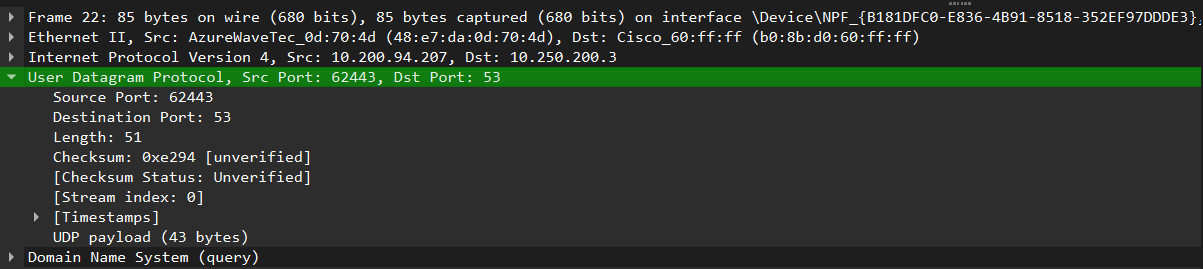 Frame 22: 85 bytes on wire (680 bits), 85 bytes captured (680 bits) on interface \Device\NPF_{B181DFC0-E836-4B91-8518-352EF97DDDE3},
Ethernet II, Src: AzureWaveTec_0d:70:4d (48:e7:da:0d:70:4d), Dst: Cisco_60:ff:ff (b0:8b:d0:60:ff:ff)
Internet Protocol Version 4, Src: 10.200.94.207, Dst: 10.250.200.3
User Datagram Protocol, Src Port: 62443, Dst Port: 53
Source Port: 62443
Destination Port: 53
Length: 51
Checksum: 0xe294 [unverified]
[Checksum Status: Unverified]
[Stream index: 0]
[Timestamps]
UDP payload (43 bytes)
Domain Name System (query)